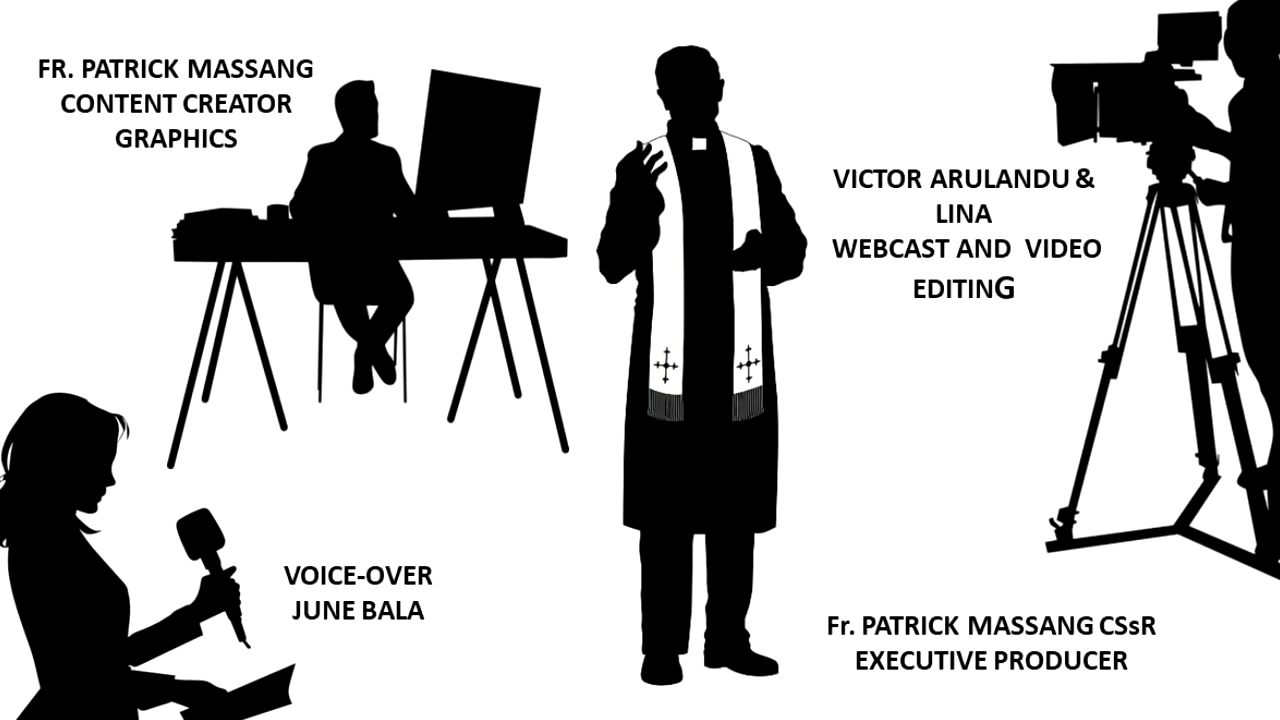 FR. PATRICK MASSANG
CONTENT CREATOR
GRAPHICS
VICTOR ARULANDU &
LINA
WEBCAST AND VIDEO
EDITING
VOICE-OVER
JUNE BALA
Fr. PATRICK MASSANG CSsR
EXECUTIVE PRODUCER